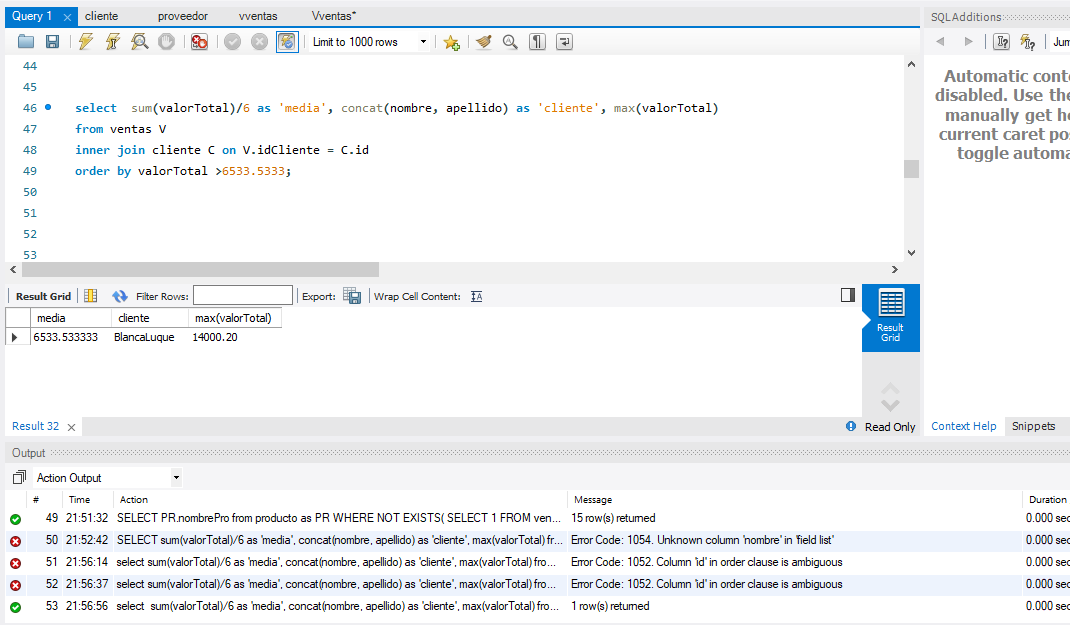 Query 1 cliente proveedor vventas Vventas* SQLAdditions
Limit to 1000 rows Jum
44
45
46 select  sum(valorTotal)/6 as 'media', concat(nombre, apellido) as 'cliente', max(valorTotal)
47 from ventas V
48 inner join cliente C on V.idCliente = C.id
49 order by valorTotal >6533.5333;
50
51
52
53
Automatic conte
disabled. Use the
manually get he
current caret pos
toggle automa
Result Grid Filter Rows: Export: Wrap Cell Content:
media cliente max(valorTotal)
6533.533333 BlancaLuque 14000.20
Result
Grid
Result 32 Read Only Context Help Snippets
Output
Action Output
# Time Action Message Duration
49 21:51:32 SELECT PR.nombrePro from producto as PR WHERE NOT EXISTS( SELECT 1 FROM ven... 15 row(s) returned 0.000 sec
50 21:52:42 SELECT sum(valorTotal)/6 as 'media', concat(nombre, apellido) as 'cliente', max(valorTotal) fr... Error Code: 1054. Unknown column 'nombre' in 'field list' 0.000 sec
51 21:56:14 select sum(valorTotal)/6 as 'media', concat(nombre, apellido) as 'cliente', max(valorTotal) fro... Error Code: 1052. Column 'id' in order clause is ambiguous 0.000 sec
52 21:56:37 select sum(valorTotal)/6 as 'media', concat(nombre, apellido) as 'cliente', max(valorTotal) fro... Error Code: 1052. Column 'id' in order clause is ambiguous 0.000 sec
53 21:56:56 select  sum(valorTotal)/6 as 'media', concat(nombre, apellido) as 'cliente', max(valorTotal) fro... 1 row(s) returned 0.000 sec